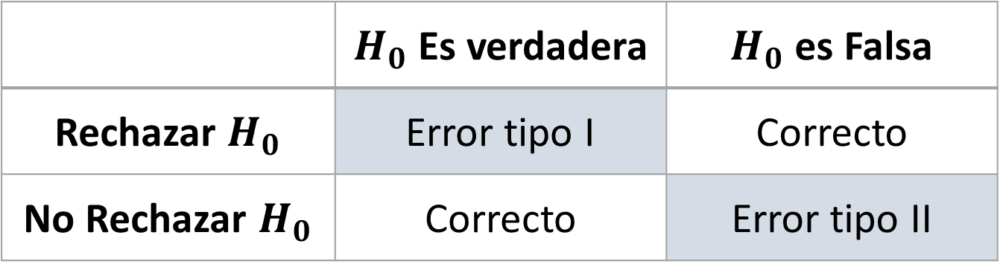 H₀ Es verdadera
H₀ es Falsa
Rechazar H₀
Error tipo I
Correcto
No Rechazar H₀
Correcto
Error tipo II